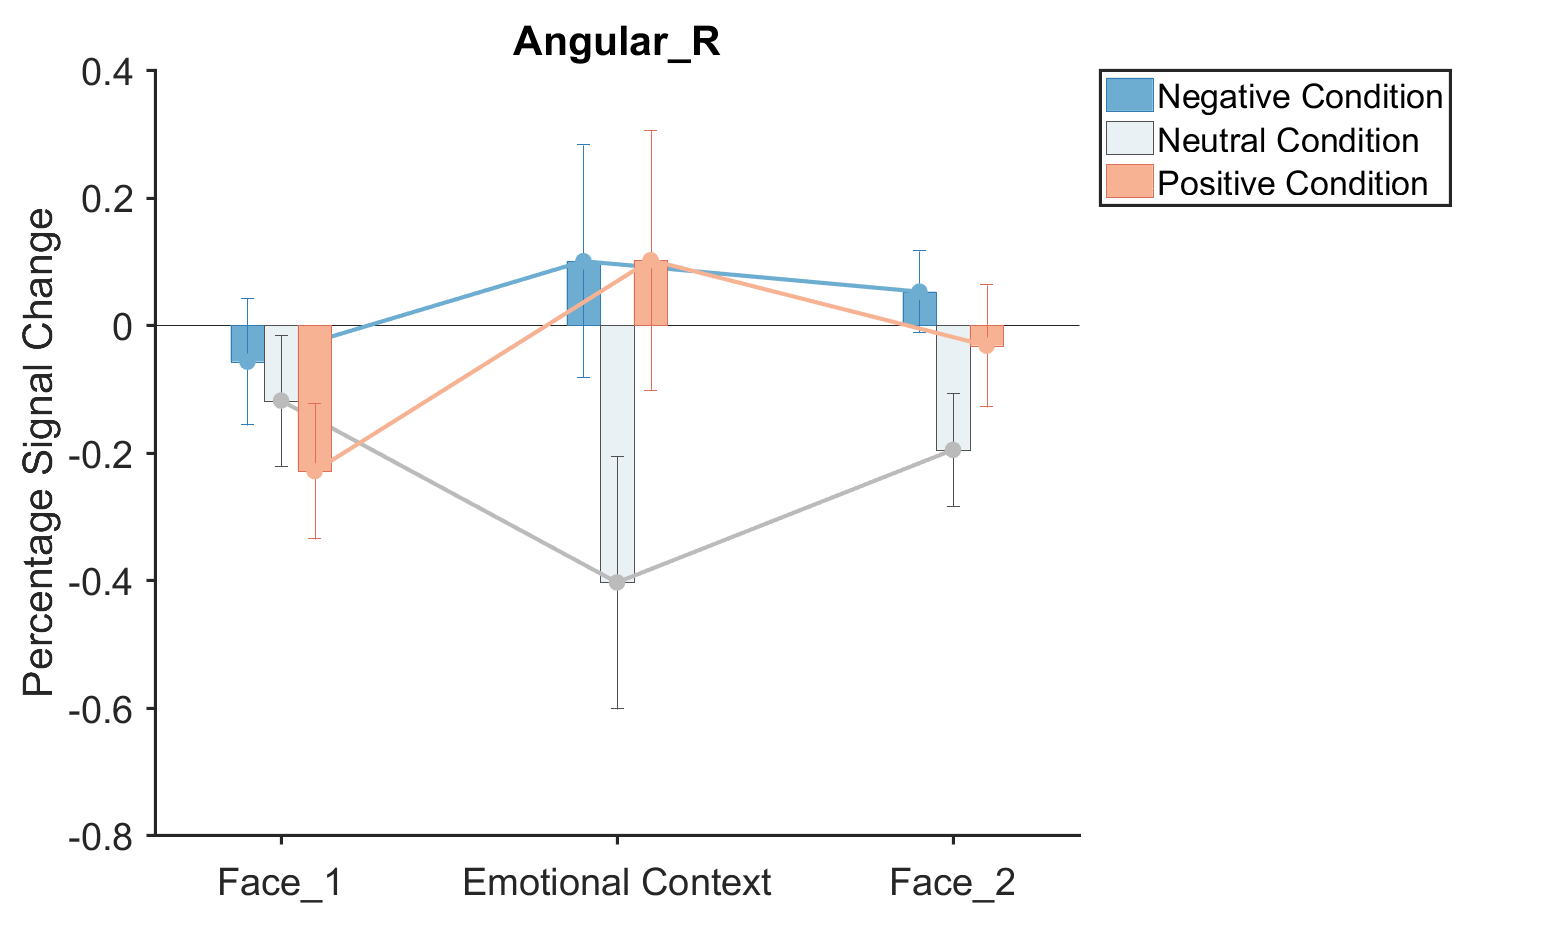 Angular_R
Percentage Signal Change
0.4
0.2
0
-0.2
-0.4
-0.6
-0.8
Face_1
Emotional Context
Face_2
Negative Condition
Neutral Condition
Positive Condition